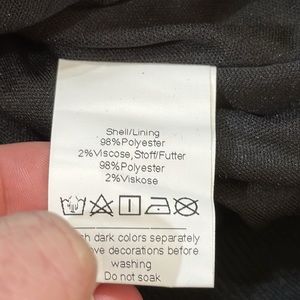 Shell/Lining
98%Polyester
2%Viscose,Stoff/Futter
98%Polyester
2%Viskose
dark colors separately
decorations before
washing
Do not soak